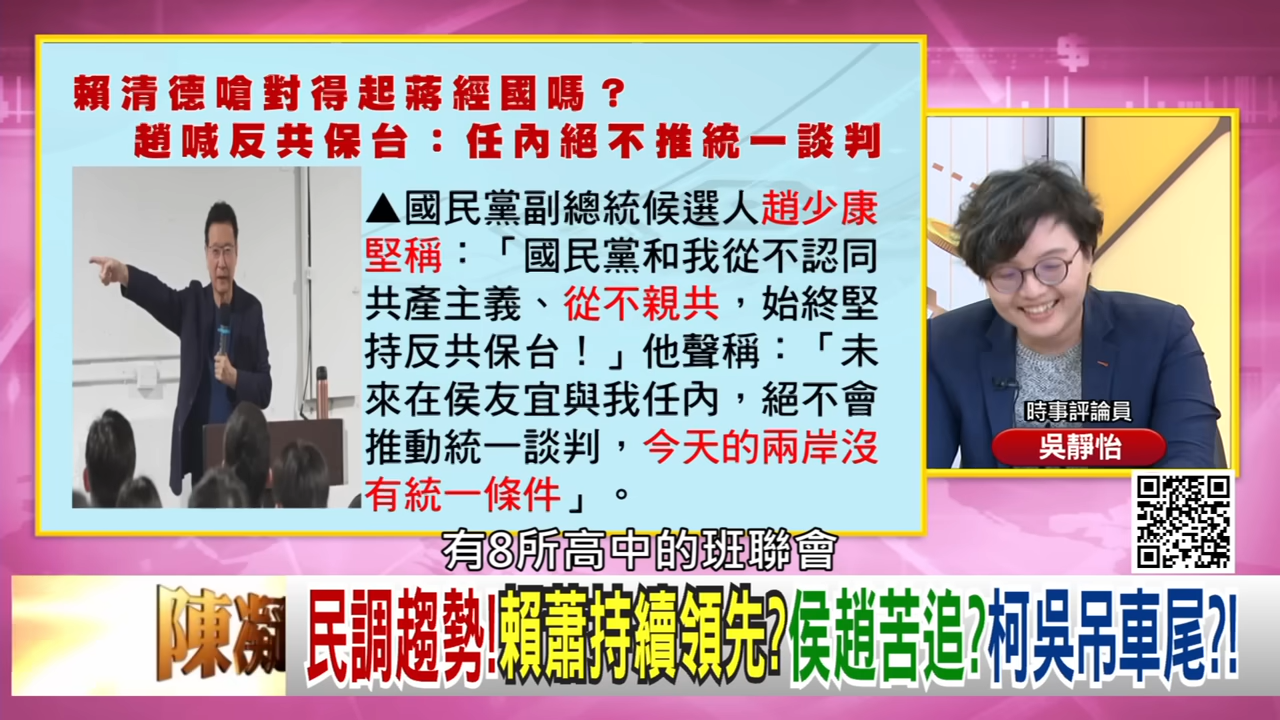 賴清德嗆對得起蔣經國嗎？
趙喊反共保台：任內絕不推統一談判
▲國民黨副總統候選人趙少康
堅稱：「國民黨和我從不認同
共產主義、從不親共，始終堅
持反共保台！」他聲稱：「未
來在侯友宜與我任內，絕不會
推動統一談判，今天的兩岸沒
有統一條件」。
時事評論員
吳靜怡
有8所高中的班聯會
陳凝
民調趨勢!賴蕭持續領先?侯趙苦追?柯吳吊車尾?!